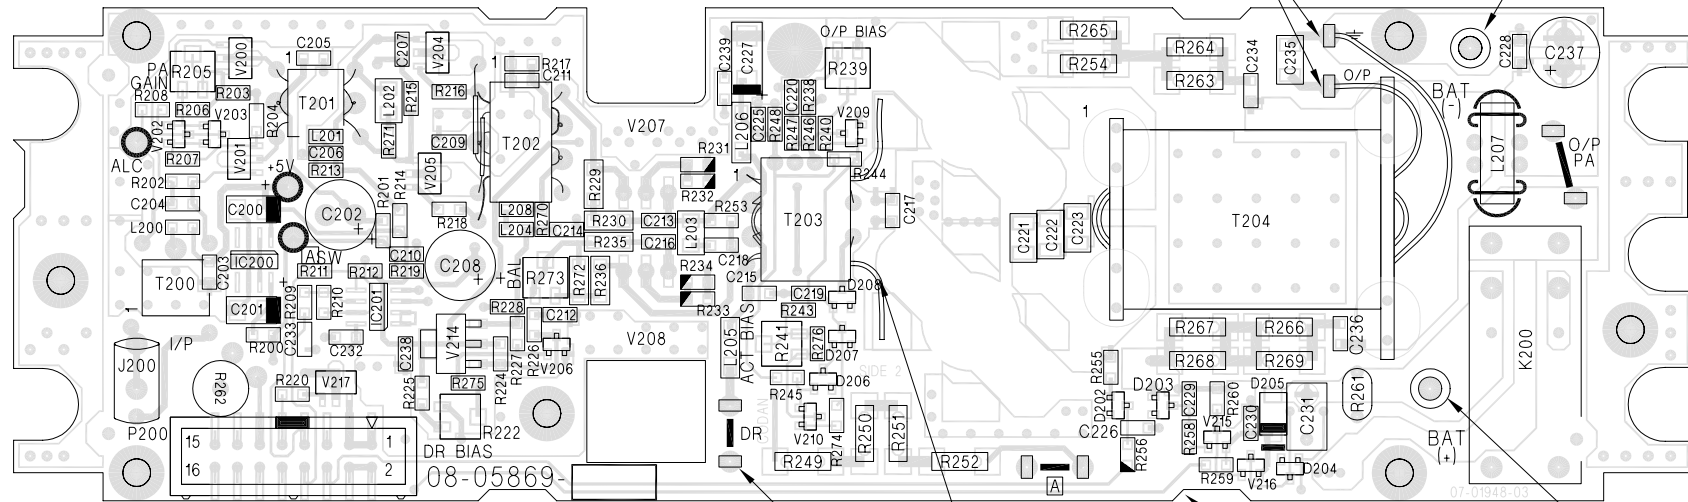 C205
C207
V204
C239
C227
O/P BIAS
R265
R264
C234
C235
C228
C237
+
V200
PA
GAIN
R205
1
1
R217
C211
R239
R254
R263
O/P
BAT
(-)
R208
R206
R203
V203
R204
T201
L202
R215
R216
C220
R238
V209
1
V202
V201
L201
C206
R213
R271
C209
T202
V207
L206
C225
R248
R247
R246
R240
L207
O/P
PA
ALC
R207
+5V
V205
R231
R232
R244
1
R202
C204
L200
C200
+
C202
+
R201
R214
R218
L208
L204
R270
C214
R229
R230
R235
C213
C216
L203
R253
C218
T203
C217
C221
C222
C223
T204
ASW
IC200
C203
T200
1
R211
R212
C210
R219
C208
+
+
BAL
R273
R272
R236
R234
R233
C215
C219
D208
R243
C201
+
R209
R210
IC201
R228
C212
R200
C233
C232
C238
V214
R227
R226
V206
V208
L205
ACT BIAS
R241
R276
D207
R267
R266
C236
R268
R269
K200
I/P
J200
R262
R220
V217
R225
R275
R224
R222
SIDE 2
D206
R245
CODAN
V210
R274
R250
R251
R255
D202
D203
C226
C229
R260
D205
C231
R261
V215
R258
C230
R256
P200
15
1
16
2
DR BIAS
08-05869-
DR
R249
R252
A
R259
V216
D204
BAT
(+)
07-01948-03